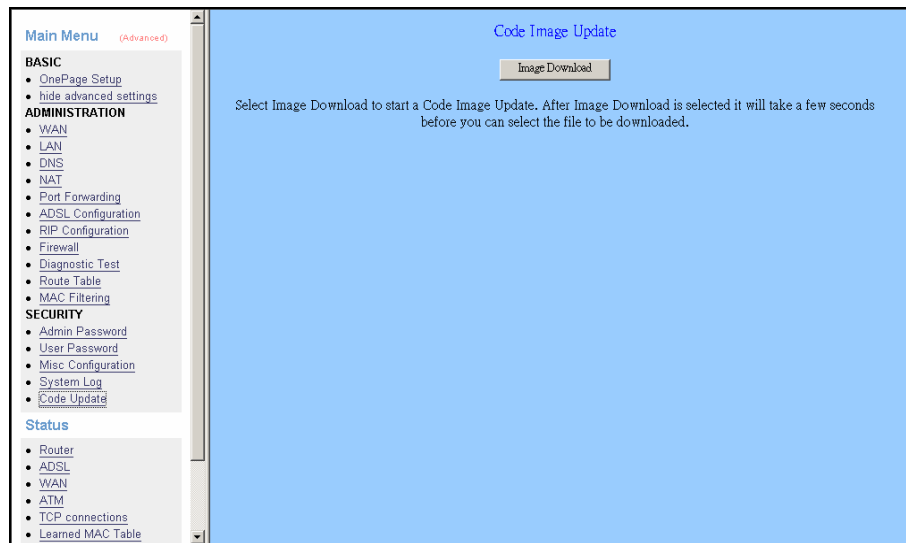 Main Menu (Advanced)
BASIC
OnePage Setup
hide advanced settings
ADMINISTRATION
WAN
LAN
DNS
NAT
Port Forwarding
ADSL Configuration
RIP Configuration
Firewall
Diagnostic Test
Route Table
MAC Filtering
SECURITY
Admin Password
User Password
Misc Configuration
System Log
Code Update
Status
Router
ADSL
WAN
ATM
TCP connections
Learned MAC Table
Code Image Update
Image Download
Select Image Download to start a Code Image Update. After Image Download is selected it will take a few seconds
before you can select the file to be downloaded.